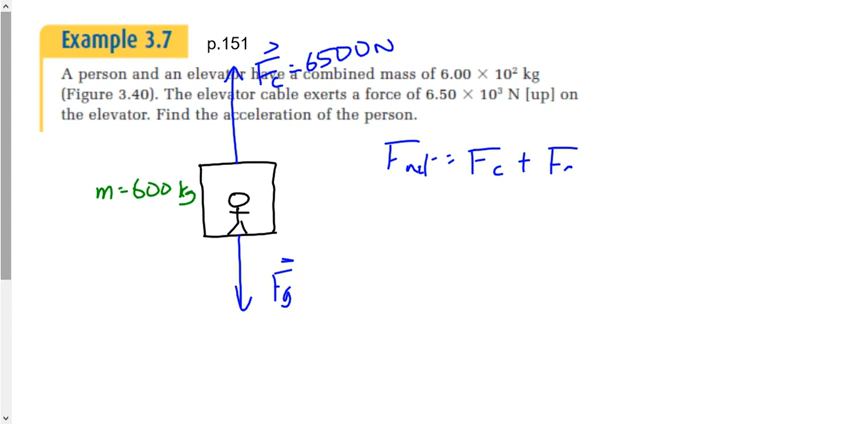 Example 3.7
p.151
A person and an elevator have a combined mass of 6.00 × 10² kg
(Figure 3.40). The elevator cable exerts a force of 6.50 × 10³ N [up] on
the elevator. Find the acceleration of the person.
F⃗c = 6500N
Fnet = Fc + F
m = 600 kg
F⃗g